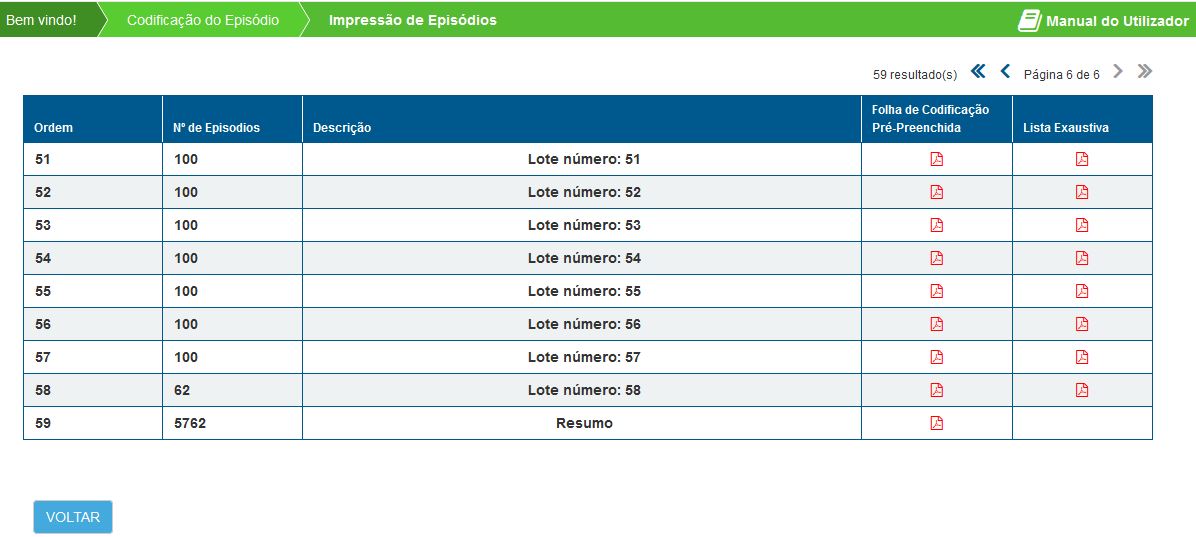 Bem vindo! Codificação do Episódio Impressão de Episódios Manual do Utilizador
59 resultado(s) Página 6 de 6
Folha de Codificação
Ordem Nº de Episodios Descrição Pré-Preenchida Lista Exaustiva
51 100 Lote número: 51
52 100 Lote número: 52
53 100 Lote número: 53
54 100 Lote número: 54
55 100 Lote número: 55
56 100 Lote número: 56
57 100 Lote número: 57
58 62 Lote número: 58
59 5762 Resumo
VOLTAR